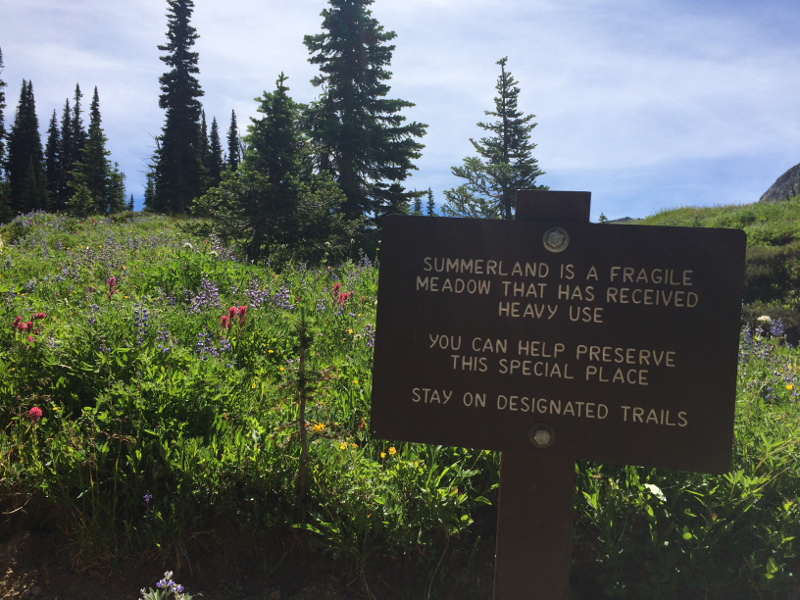 SUMMERLAND IS A FRAGILE
MEADOW THAT HAS RECEIVED
HEAVY USE
YOU CAN HELP PRESERVE
THIS SPECIAL PLACE
STAY ON DESIGNATED TRAILS